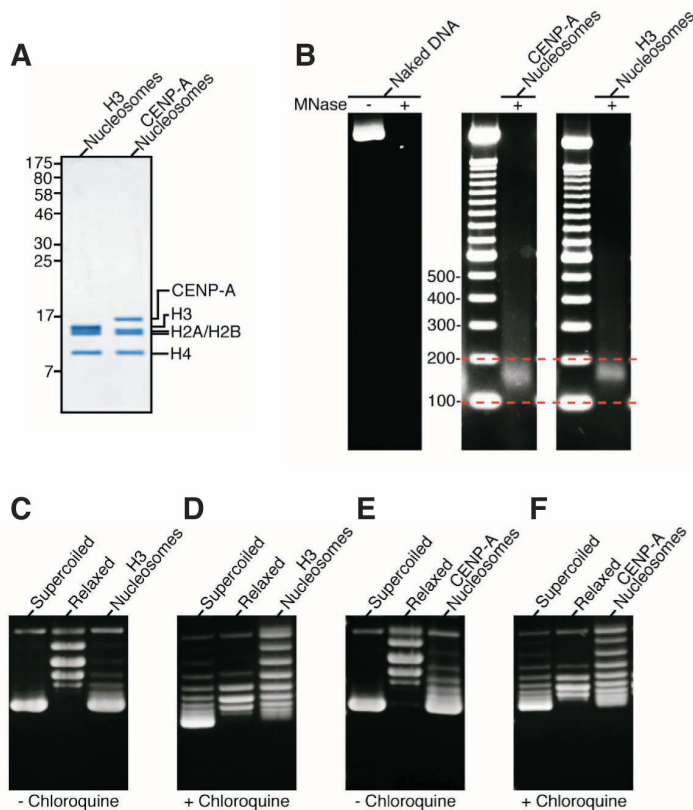 A
H3
Nucleosomes
CENP-A
Nucleosomes
175
80
58
46
30
25
17
7
CENP-A
H3
H2A/H2B
H4
B
Naked DNA
CENP-A
Nucleosomes
H3
Nucleosomes
MNase - + + +
500
400
300
200
100
C
Supercoiled
Relaxed
H3
Nucleosomes
- Chloroquine
D
Supercoiled
Relaxed
H3
Nucleosomes
+ Chloroquine
E
Supercoiled
Relaxed
CENP-A
Nucleosomes
- Chloroquine
F
Supercoiled
Relaxed
CENP-A
Nucleosomes
+ Chloroquine